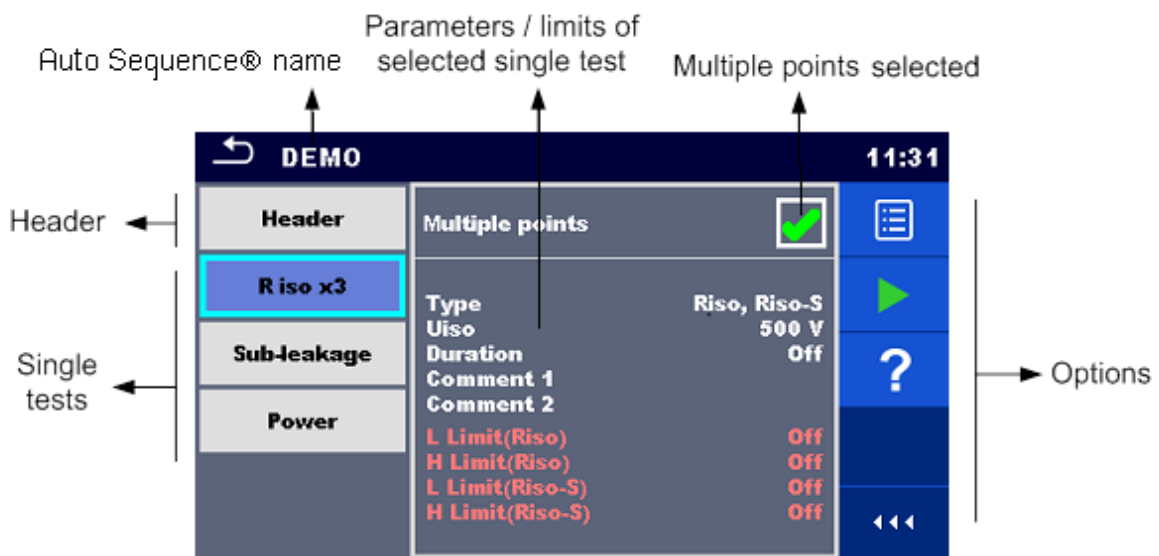 Parameters / limits of
selected single test
Auto Sequence® name
Multiple points selected
DEMO
11:31
Header
Header
Multiple points
R iso x3
Single
tests
Sub-leakage
Power
Type Riso, Riso-S
Uiso 500 V
Duration Off
Comment 1
Comment 2
L Limit(Riso) Off
H Limit(Riso) Off
L Limit(Riso-S) Off
H Limit(Riso-S) Off
?
Options